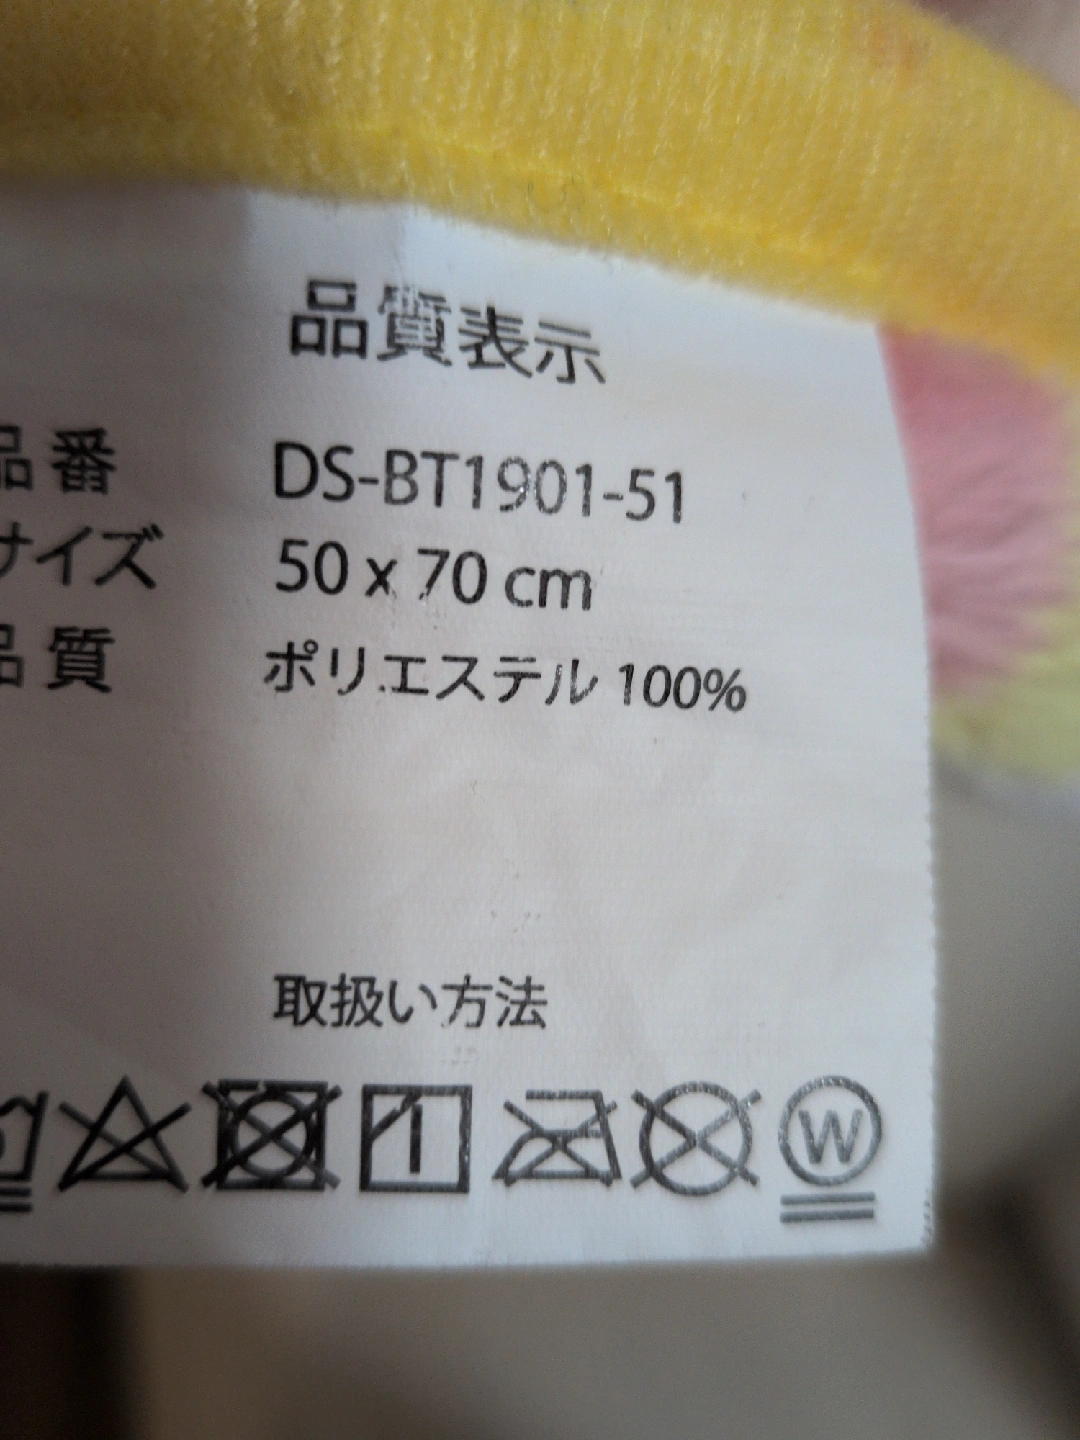 品質表示
品番 DS-BT1901-51
サイズ 50 x 70 cm
品質 ポリエステル 100%
取扱い方法
W